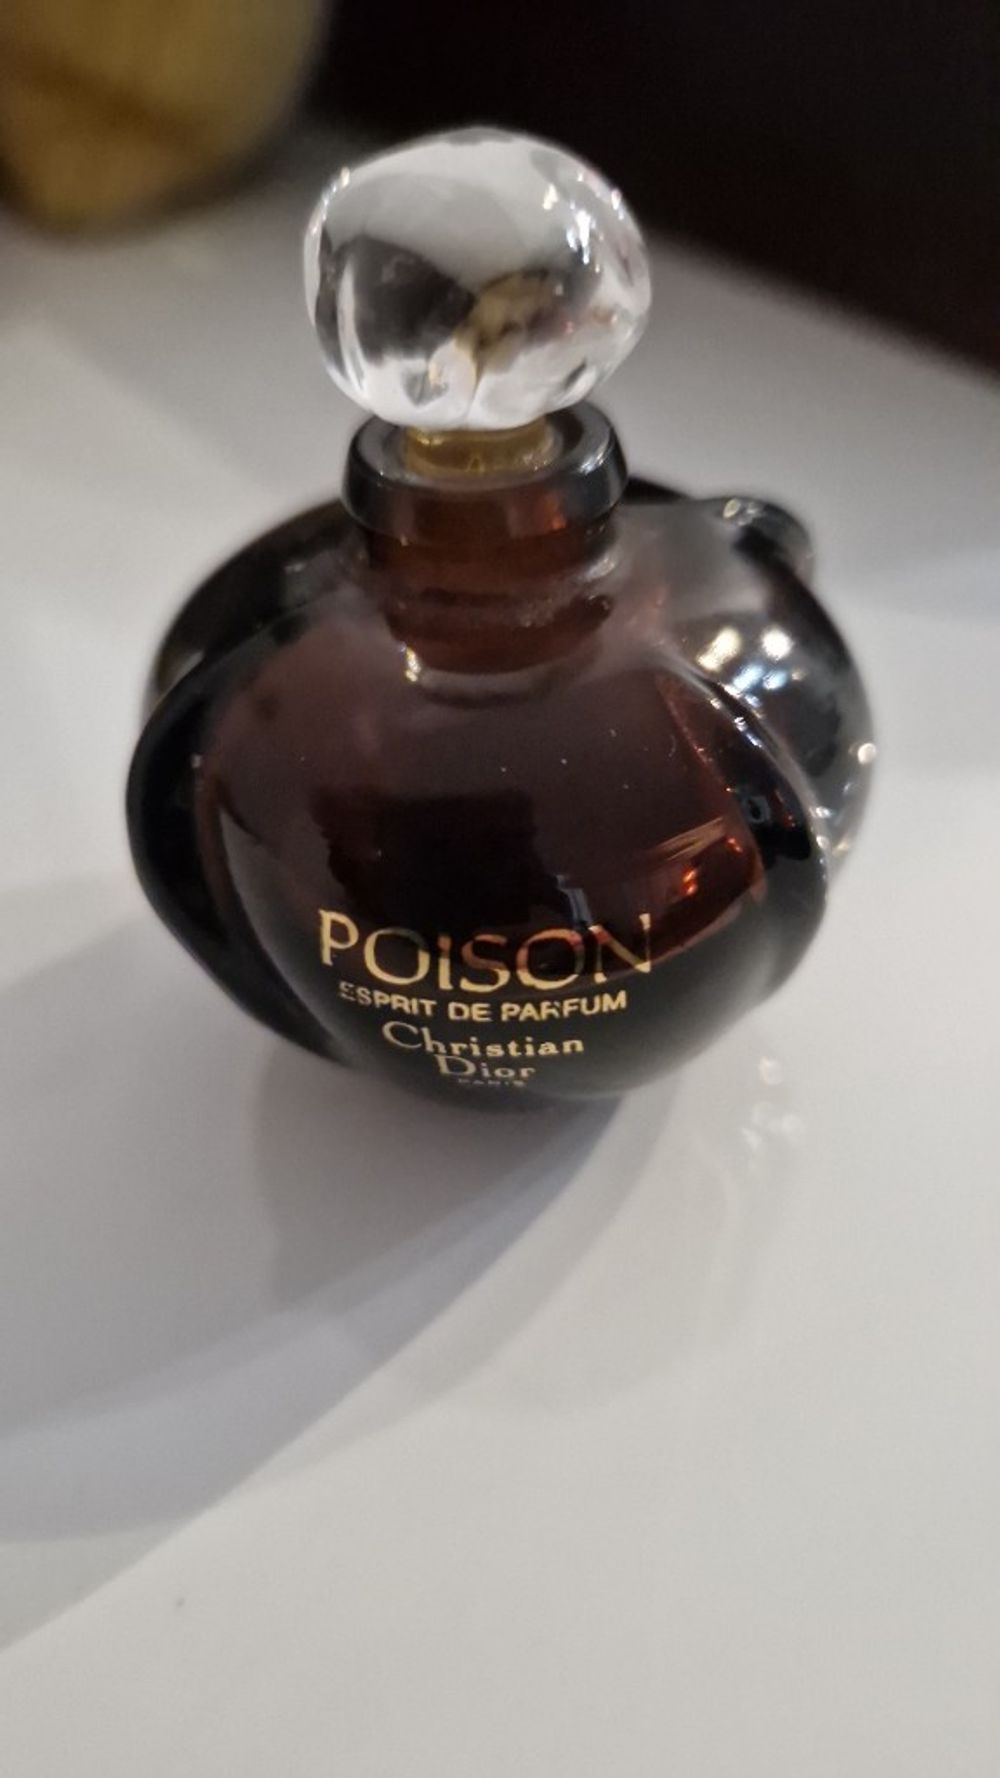 POISON
ESPRIT DE PARFUM
Christian
Dior
PARIS